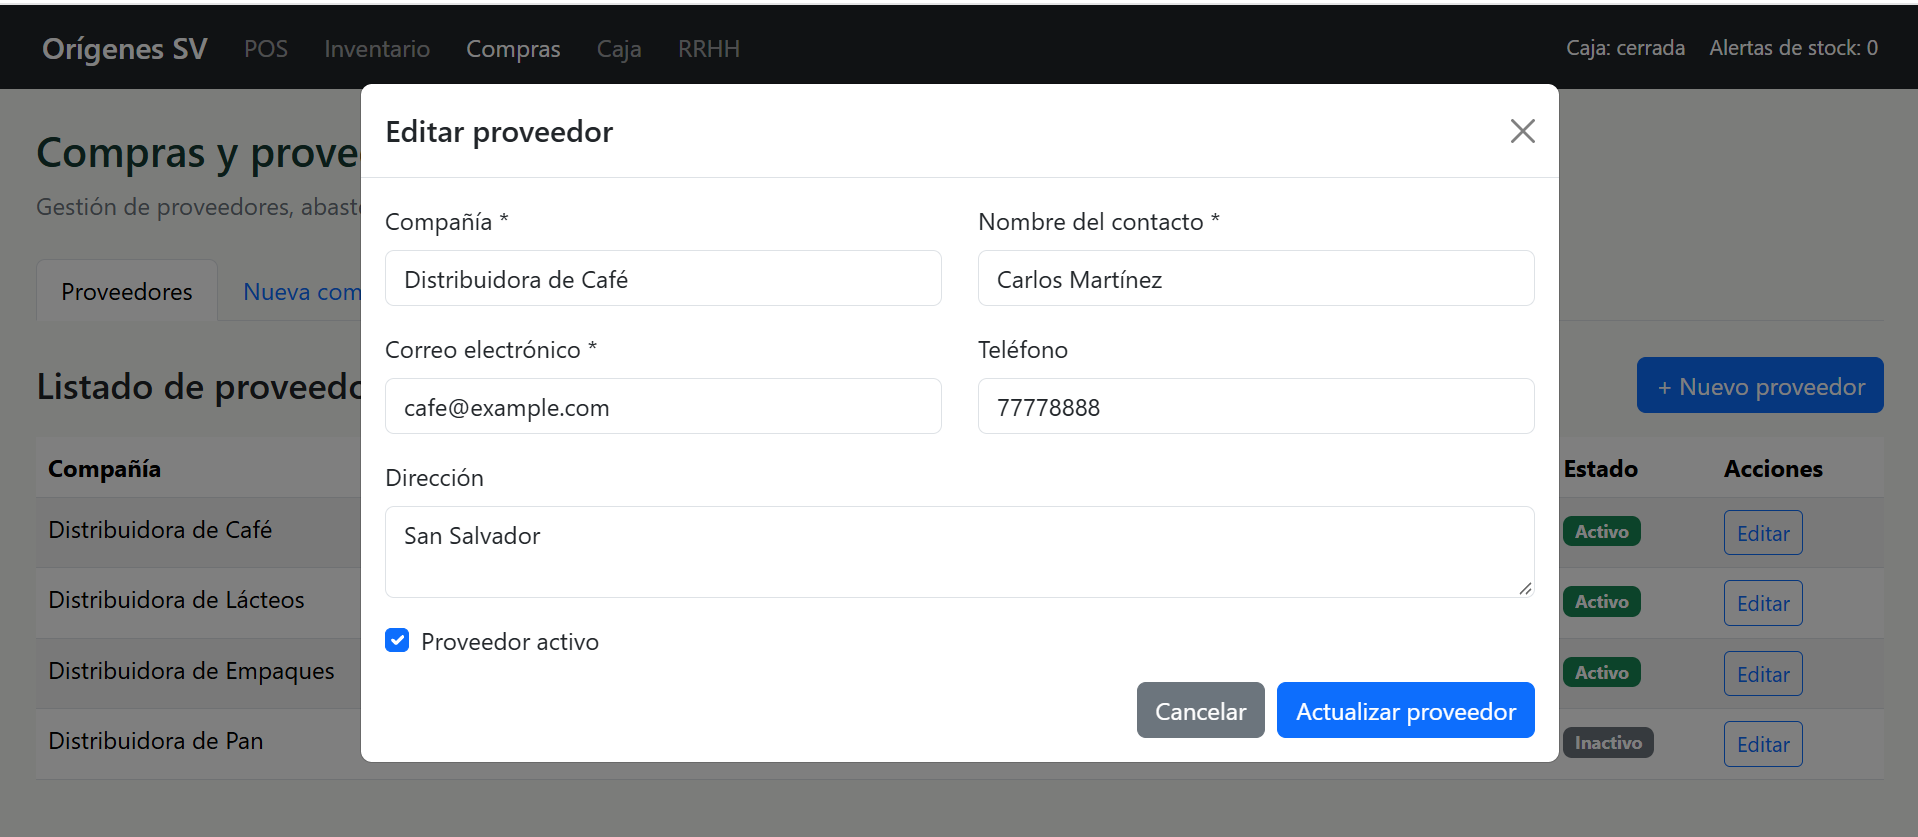 Orígenes SV POS Inventario Compras Caja RRHH Caja: cerrada Alertas de stock: 0
Compras y prove
Gestión de proveedores, abast
Proveedores Nueva com
Listado de proveedo
+ Nuevo proveedor
Compañía Estado Acciones
Distribuidora de Café Activo Editar
Distribuidora de Lácteos Activo Editar
Distribuidora de Empaques Activo Editar
Distribuidora de Pan Inactivo Editar
Editar proveedor
Compañía * Nombre del contacto *
Distribuidora de Café Carlos Martínez
Correo electrónico * Teléfono
cafe@example.com 77778888
Dirección
San Salvador
Proveedor activo
Cancelar Actualizar proveedor